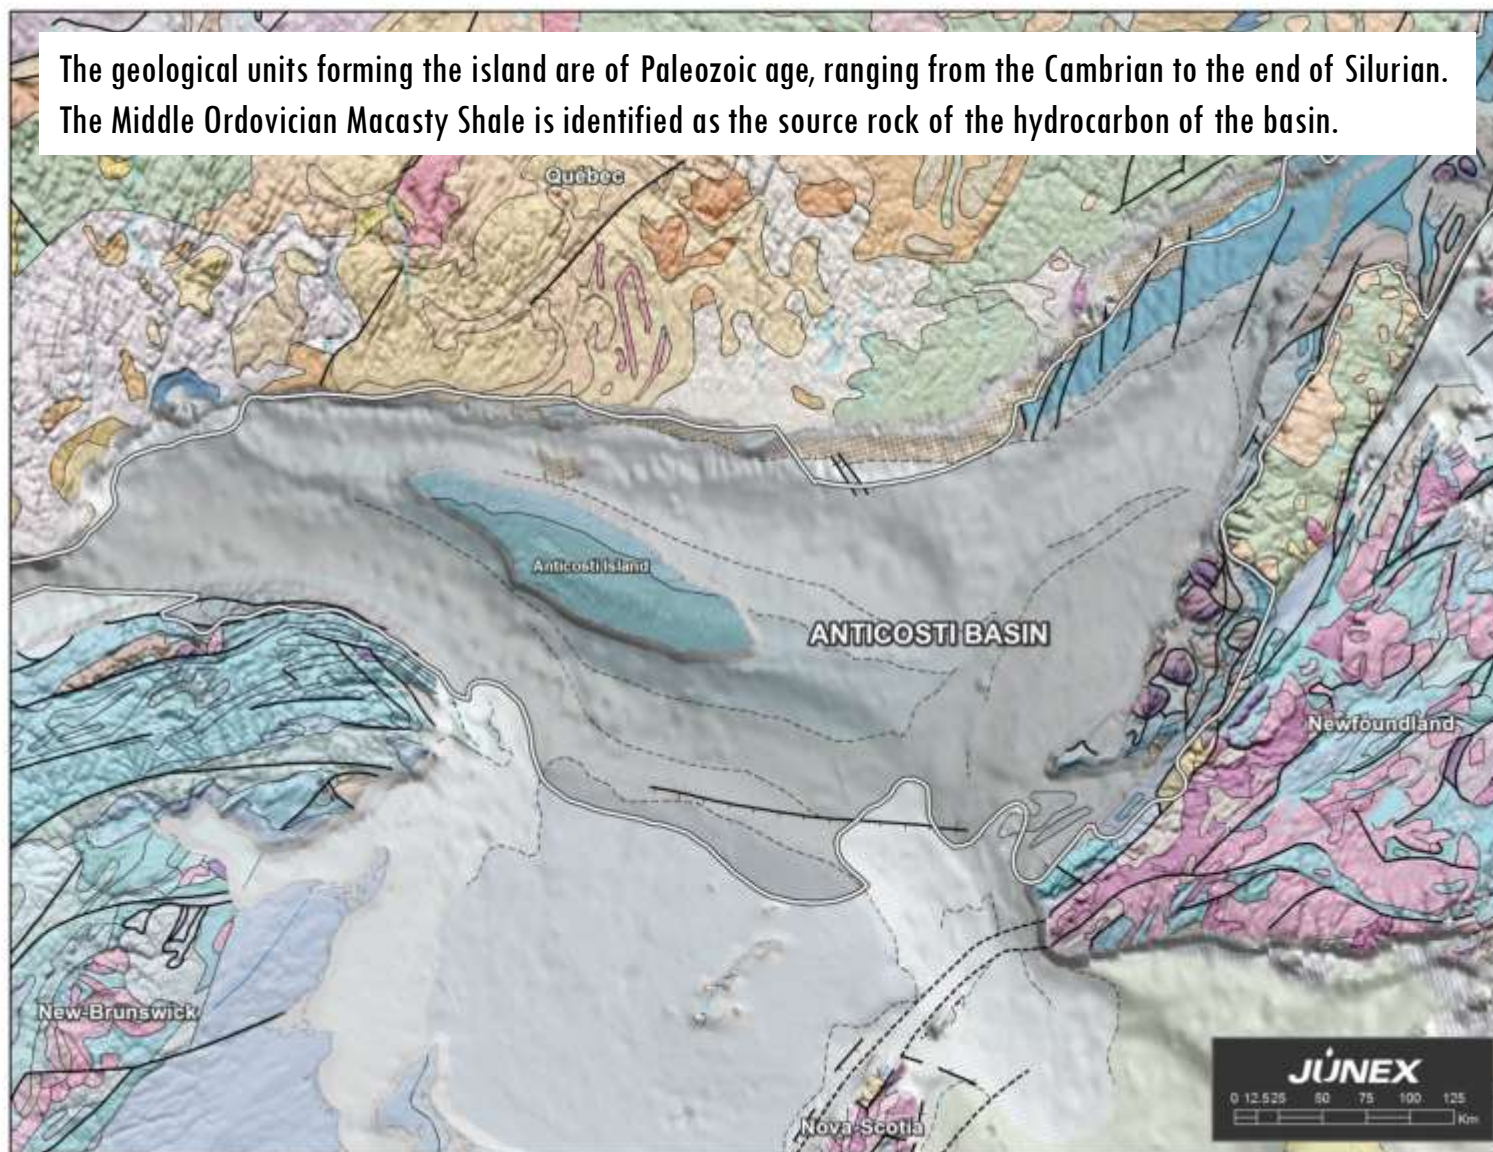 The geological units forming the island are of Paleozoic age, ranging from the Cambrian to the end of Silurian.
The Middle Ordovician Macasty Shale is identified as the source rock of the hydrocarbon of the basin.
Québec
Anticosti Island
ANTICOSTI BASIN
Newfoundland
New-Brunswick
Nova-Scotia
JUNEX
0 12.525 50 75 100 125
Km